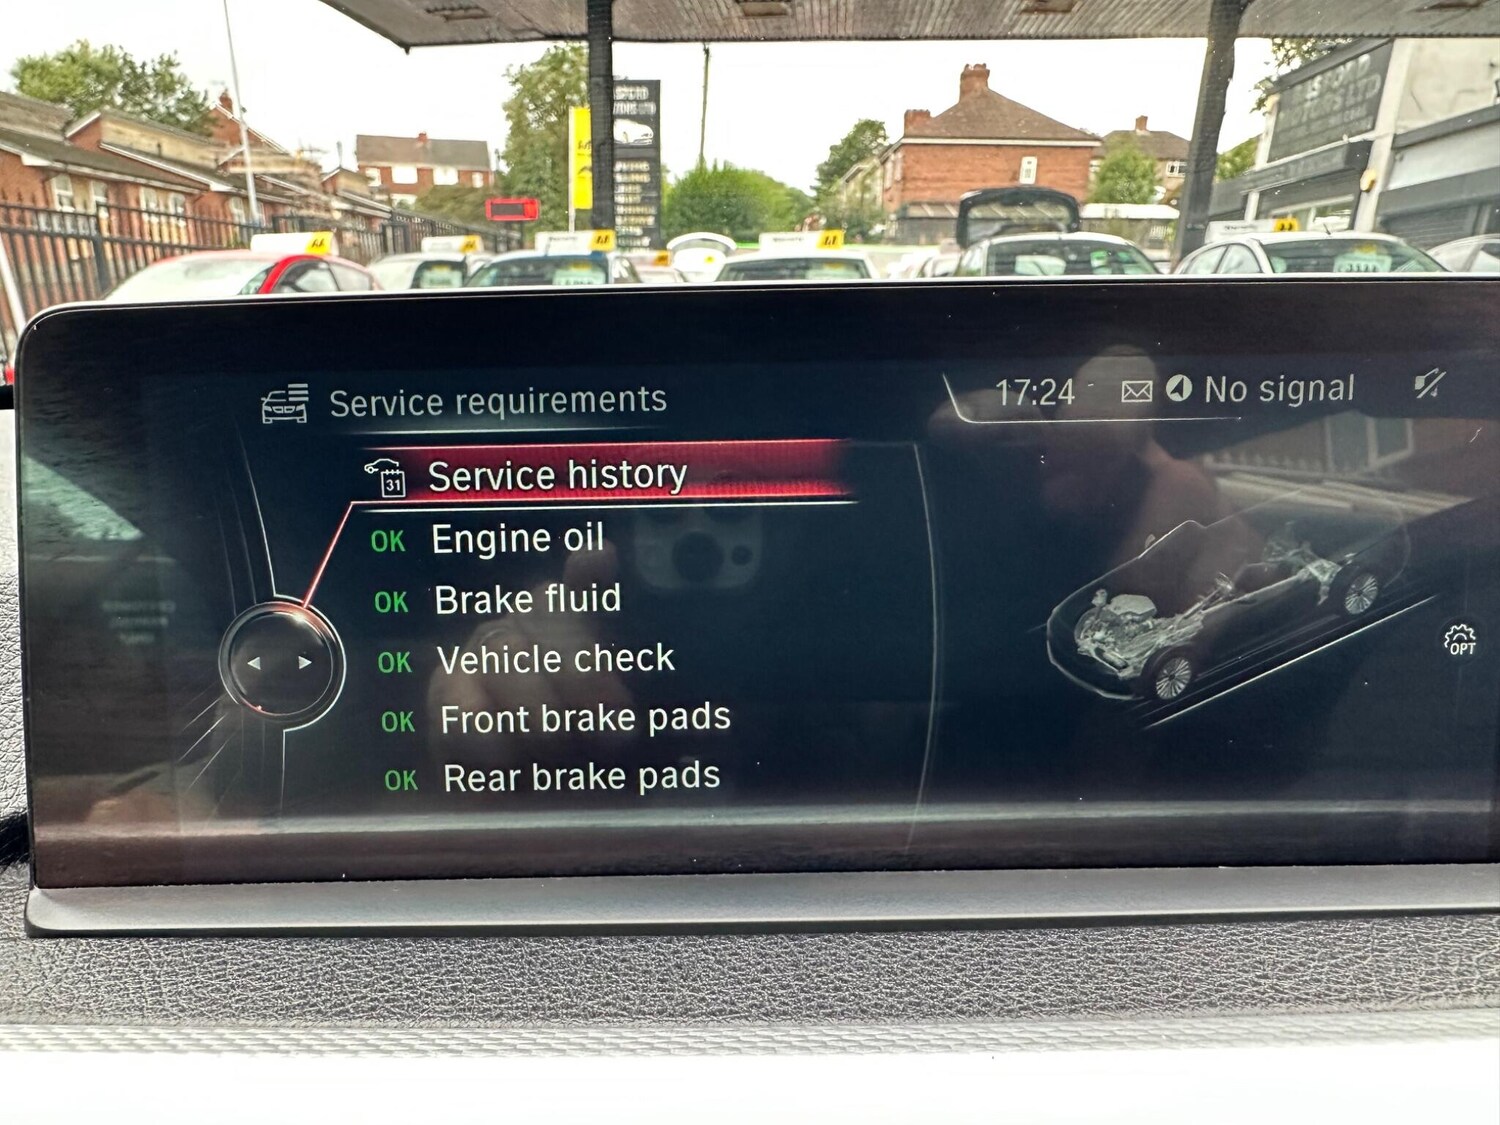 Service requirements
17:24
No signal
31
Service history
OK Engine oil
OK Brake fluid
OK Vehicle check
OK Front brake pads
OK Rear brake pads
OPT